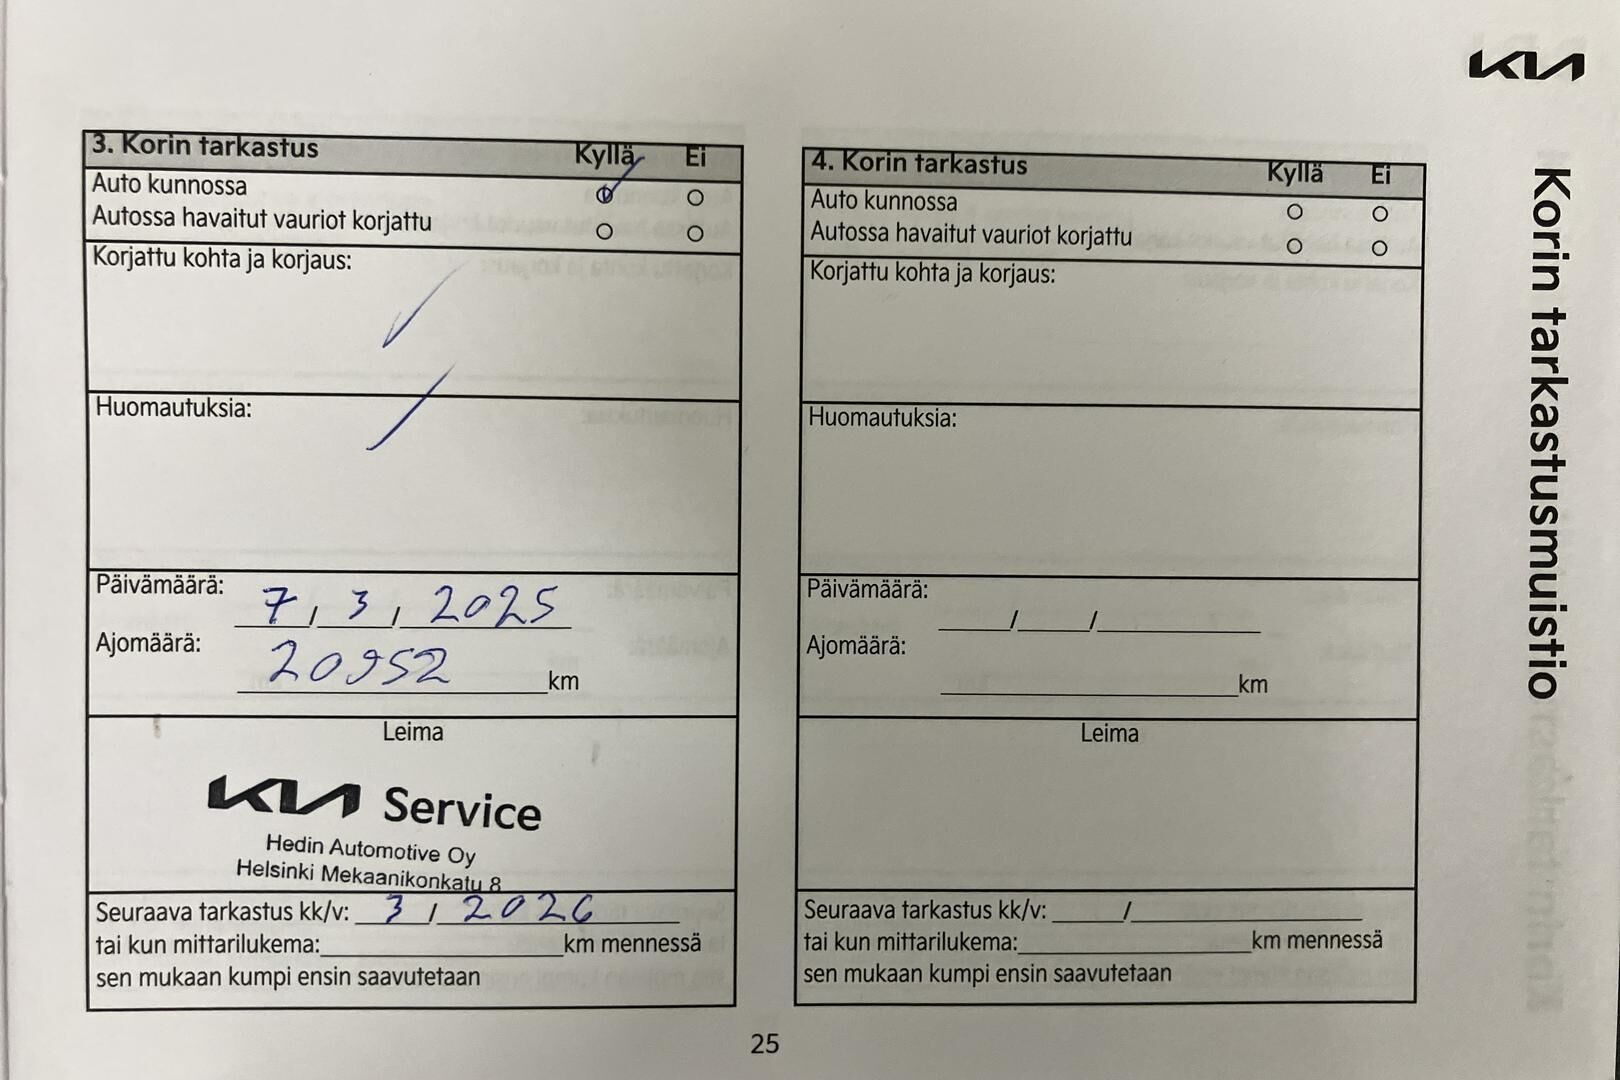 KIA
Korin tarkastusmuistio
3. Korin tarkastus Kyllä Ei
Auto kunnossa
Autossa havaitut vauriot korjattu
Korjattu kohta ja korjaus:
Huomautuksia:
Päivämäärä: 7 / 3 / 2025
Ajomäärä: 20952 km
Leima
KIA Service
Hedin Automotive Oy
Helsinki Mekaanikonkatu 8
Seuraava tarkastus kk/v: 3 / 2026
tai kun mittarilukema: km mennessä
sen mukaan kumpi ensin saavutetaan
4. Korin tarkastus Kyllä Ei
Auto kunnossa
Autossa havaitut vauriot korjattu
Korjattu kohta ja korjaus:
Huomautuksia:
Päivämäärä: / /
Ajomäärä: km
Leima
Seuraava tarkastus kk/v: /
tai kun mittarilukema: km mennessä
sen mukaan kumpi ensin saavutetaan
25